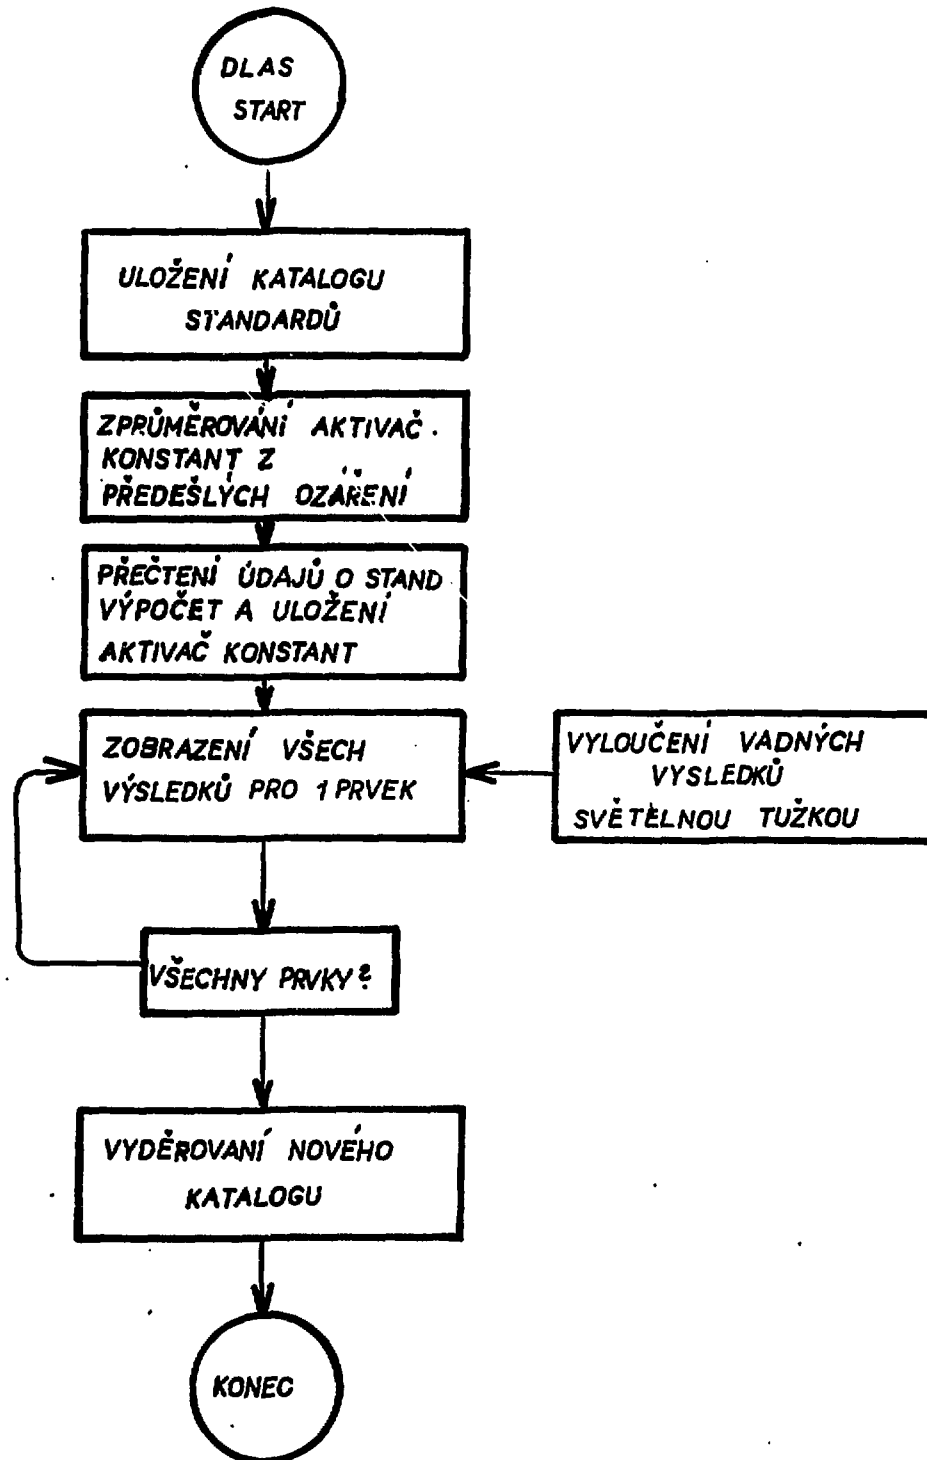 DLAS
START
ULOŽENÍ KATALOGU
STANDARDŮ
ZPRŮMĚROVÁNÍ AKTIVAČ.
KONSTANT Z
PŘEDEŠLÝCH OZÁŘENÍ
PŘEČTENÍ ÚDAJŮ O STAND
VÝPOČET A ULOŽENÍ
AKTIVAČ KONSTANT
ZOBRAZENÍ VŠECH
VÝSLEDKŮ PRO 1 PRVEK
VYLOUČENÍ VADNÝCH
VYSLEDKŮ
SVĚTELNOU TUŽKOU
VŠECHNY PRVKY?
VYDĚROVANÍ NOVÉHO
KATALOGU
KONEC